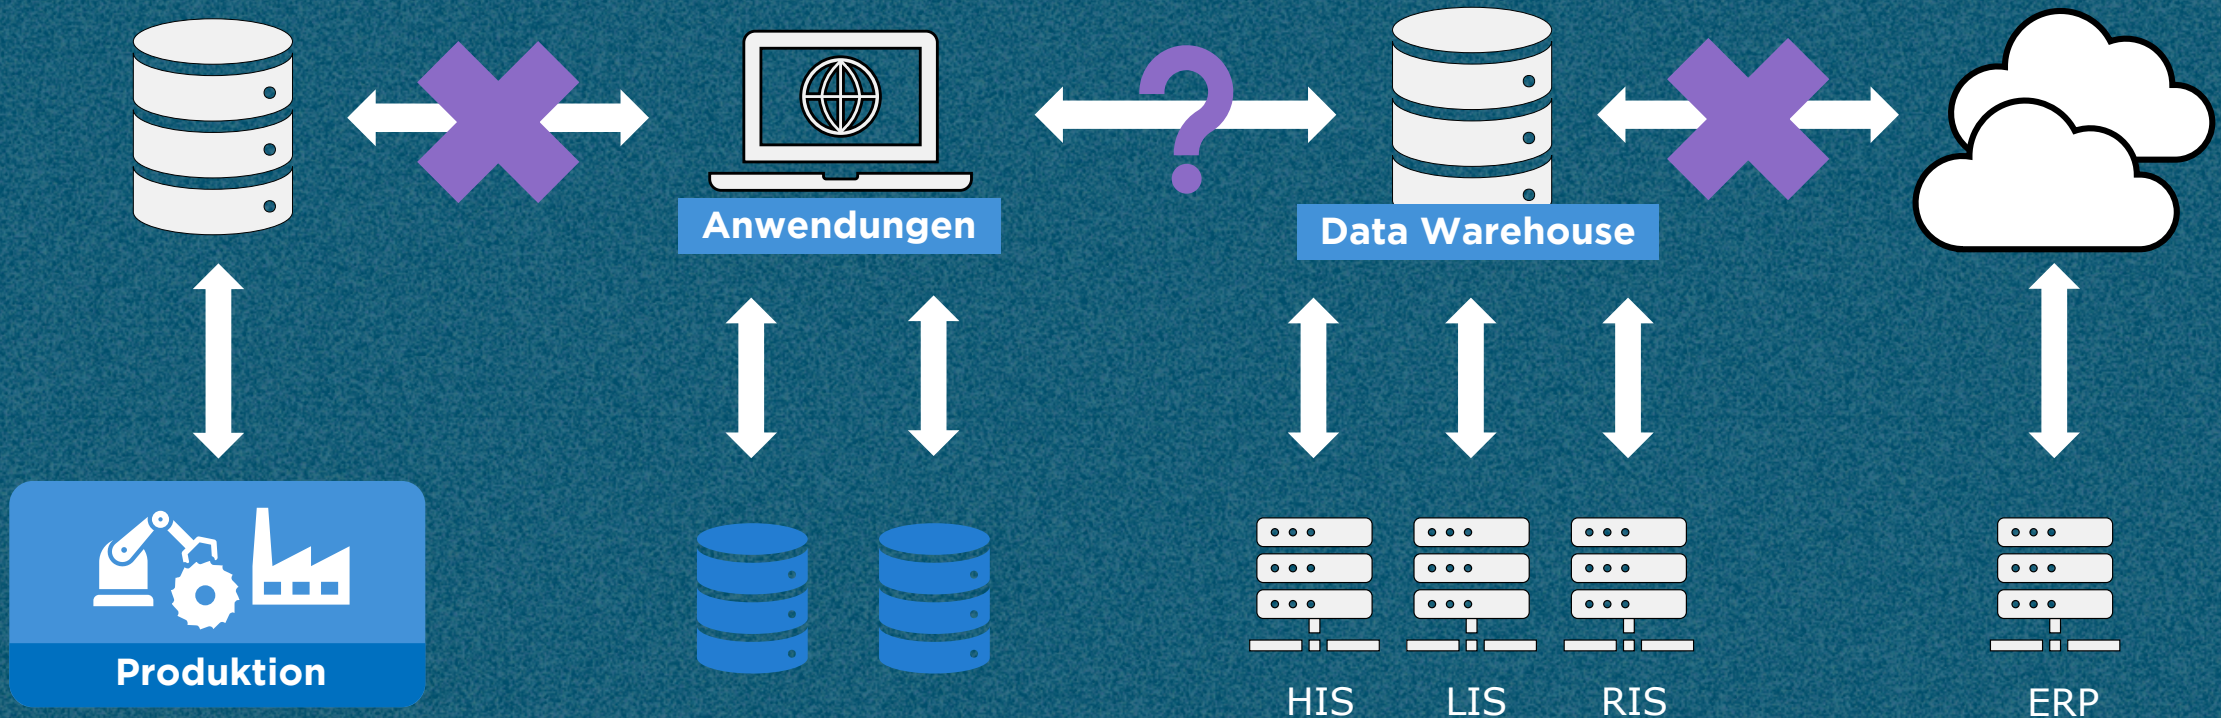 ?
Anwendungen
Data Warehouse
Produktion
HIS
LIS
RIS
ERP